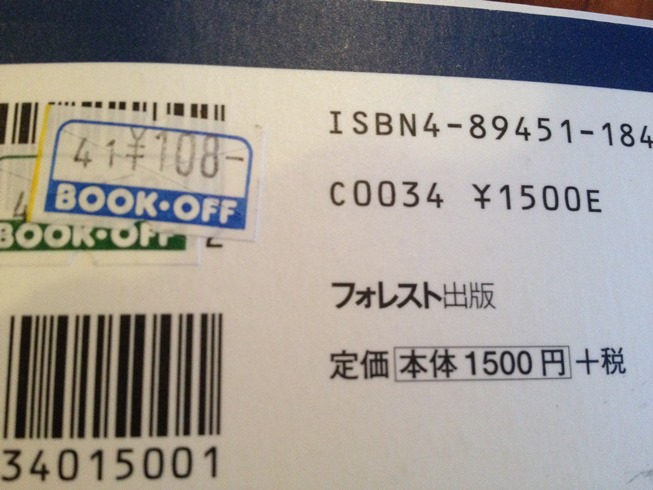 ISBN4-89451-184
41 ¥108-
BOOK・OFF
BOOK・OFF
C0034 ¥1500E
フォレスト出版
定価 本体1500円 +税
34015001